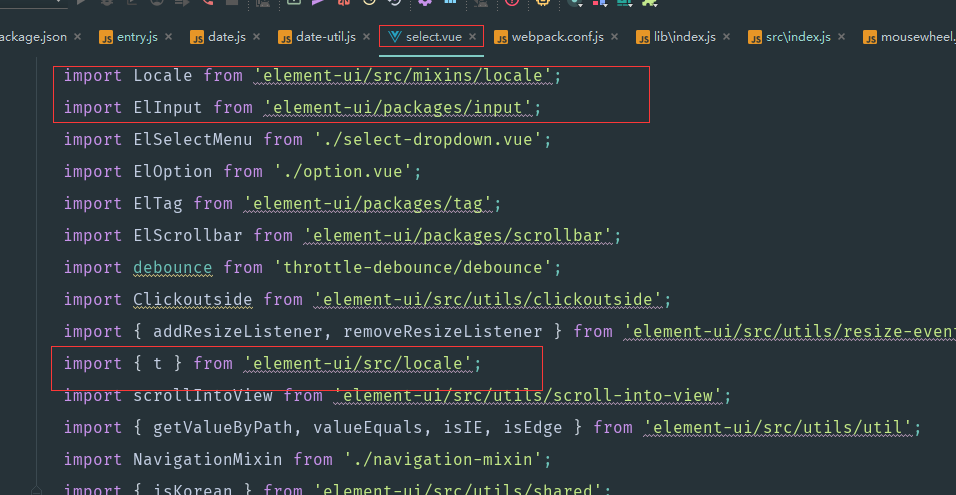 ackage.json × entry.js × date.js × date-util.js × select.vue × webpack.conf.js × lib\index.js × src\index.js × mousewheel.
import Locale from 'element-ui/src/mixins/locale';
import ElInput from 'element-ui/packages/input';
import ElSelectMenu from './select-dropdown.vue';
import ElOption from './option.vue';
import ElTag from 'element-ui/packages/tag';
import ElScrollbar from 'element-ui/packages/scrollbar';
import debounce from 'throttle-debounce/debounce';
import Clickoutside from 'element-ui/src/utils/clickoutside';
import { addResizeListener, removeResizeListener } from 'element-ui/src/utils/resize-even
import { t } from 'element-ui/src/locale';
import scrollIntoView from 'element-ui/src/utils/scroll-into-view';
import { getValueByPath, valueEquals, isIE, isEdge } from 'element-ui/src/utils/util';
import NavigationMixin from './navigation-mixin';
import { isKorean } from 'element-ui/src/utils/shared';